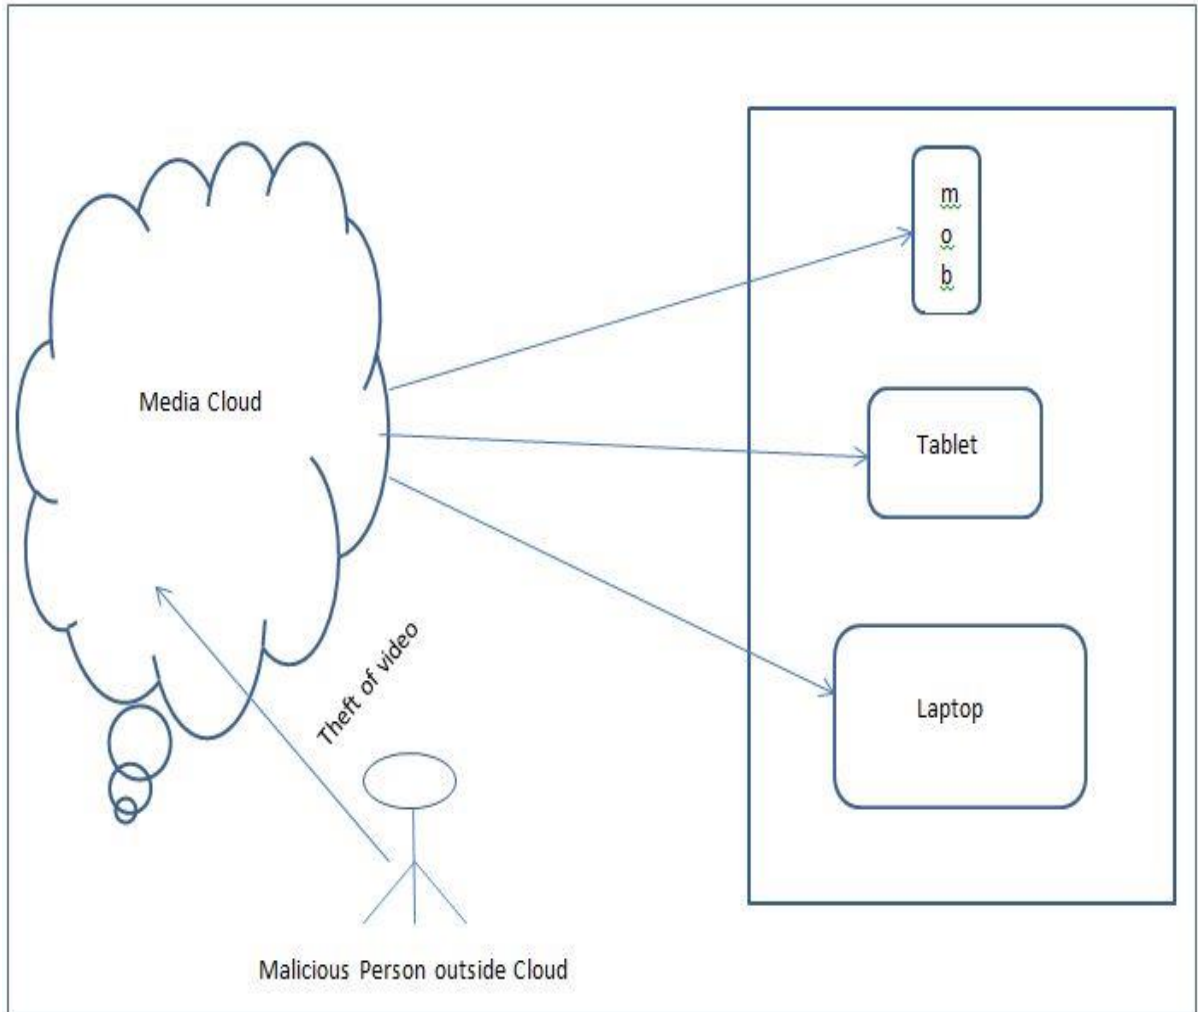 m
o
b
Media Cloud
Tablet
Theft of video
Laptop
Malicious Person outside Cloud